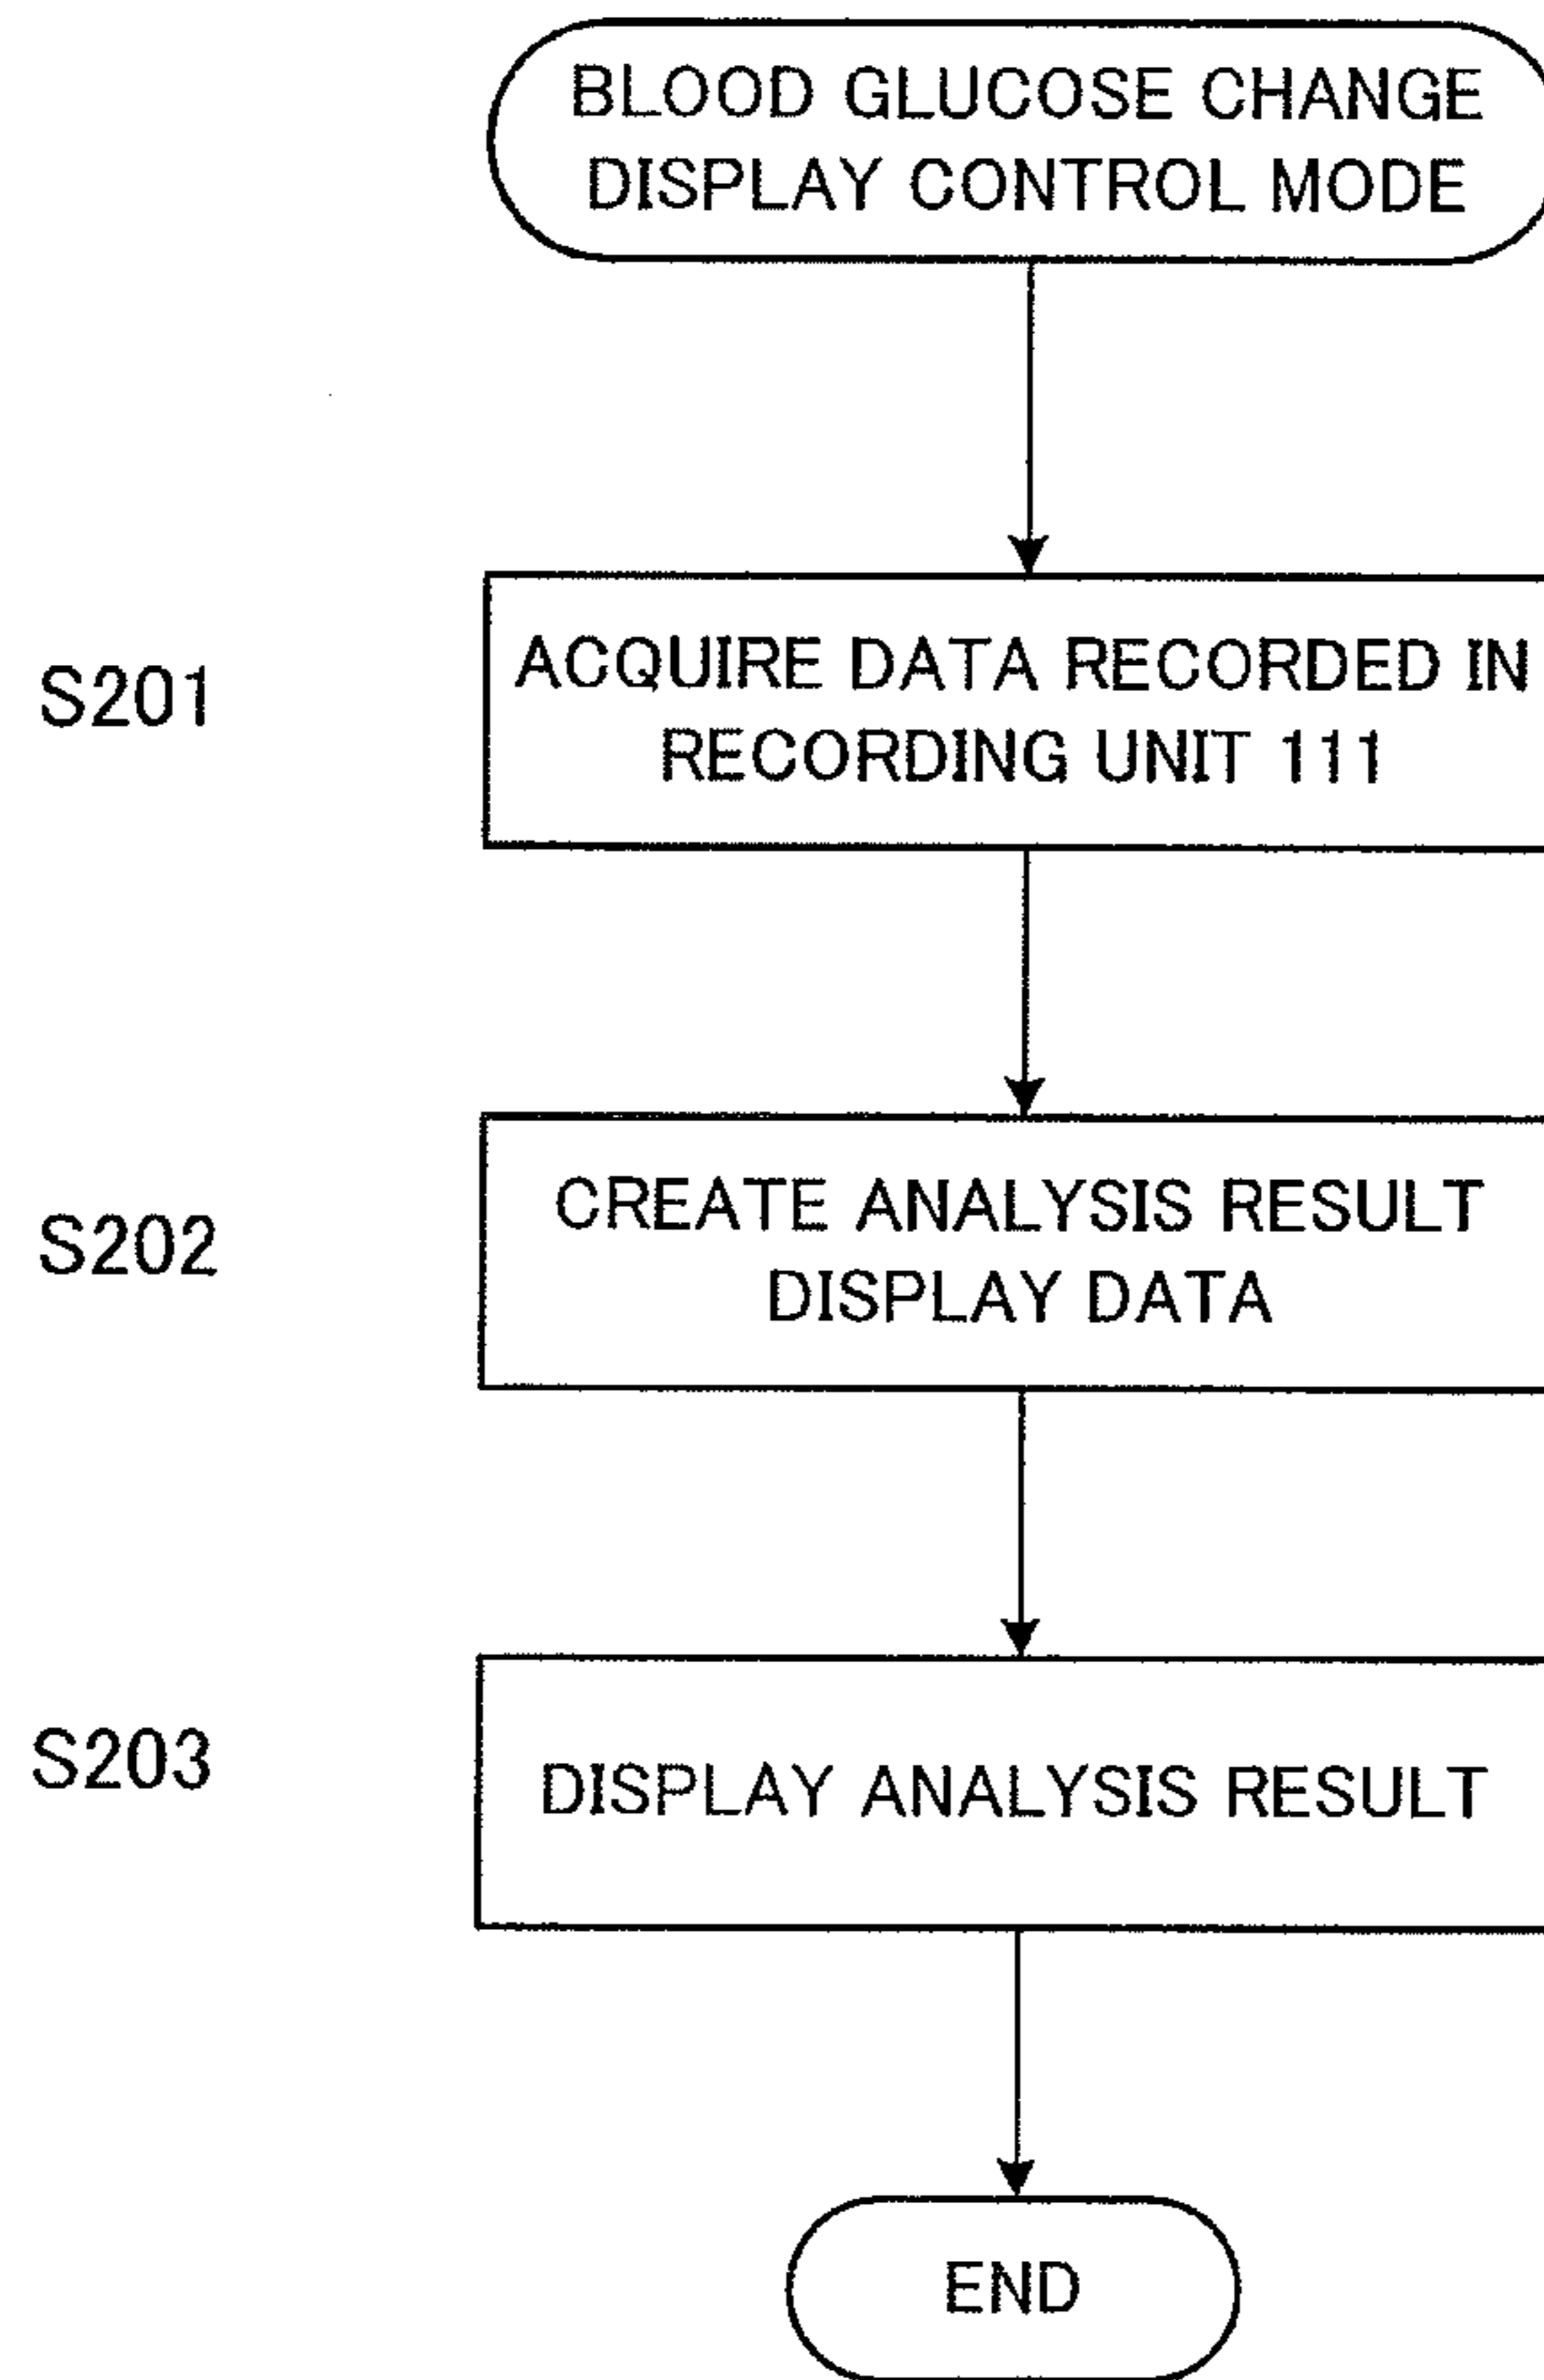 BLOOD GLUCOSE CHANGE
DISPLAY CONTROL MODE
S201
ACQUIRE DATA RECORDED IN
RECORDING UNIT 111
S202
CREATE ANALYSIS RESULT
DISPLAY DATA
S203
DISPLAY ANALYSIS RESULT
END